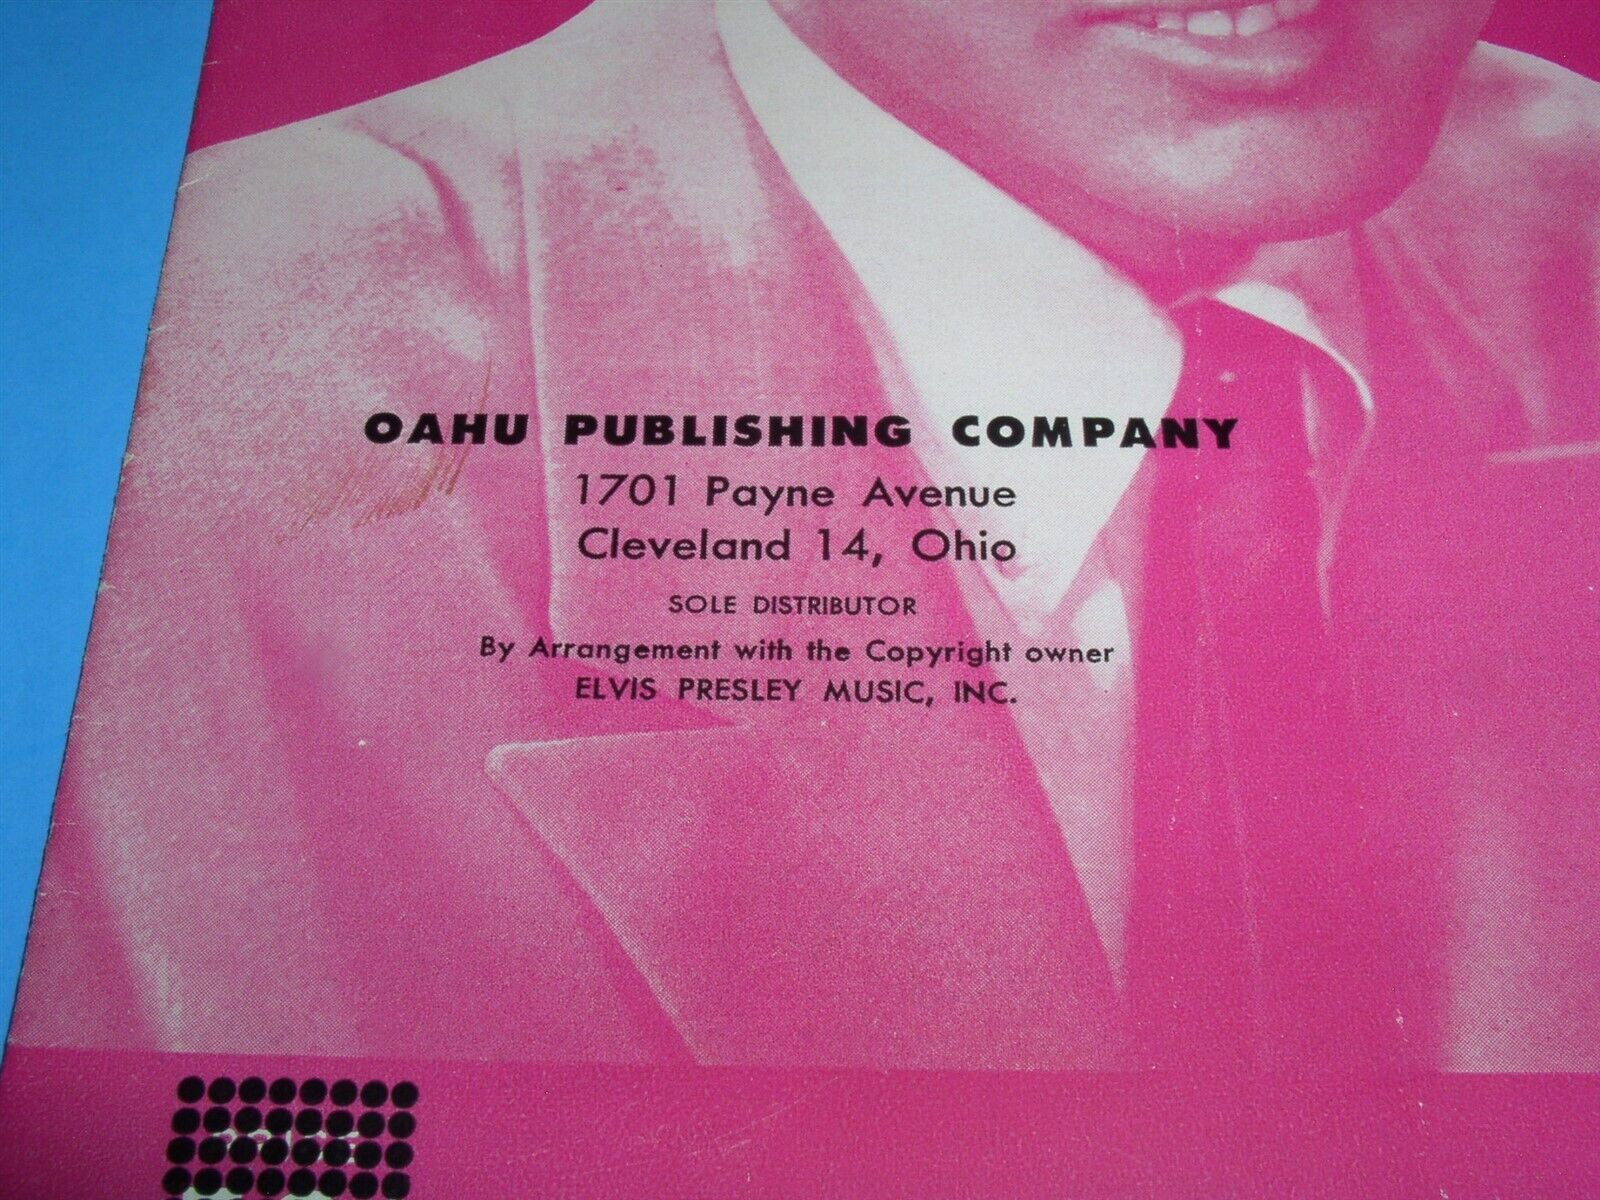 OAHU PUBLISHING COMPANY
1701 Payne Avenue
Cleveland 14, Ohio
SOLE DISTRIBUTOR
By Arrangement with the Copyright owner
ELVIS PRESLEY MUSIC, INC.